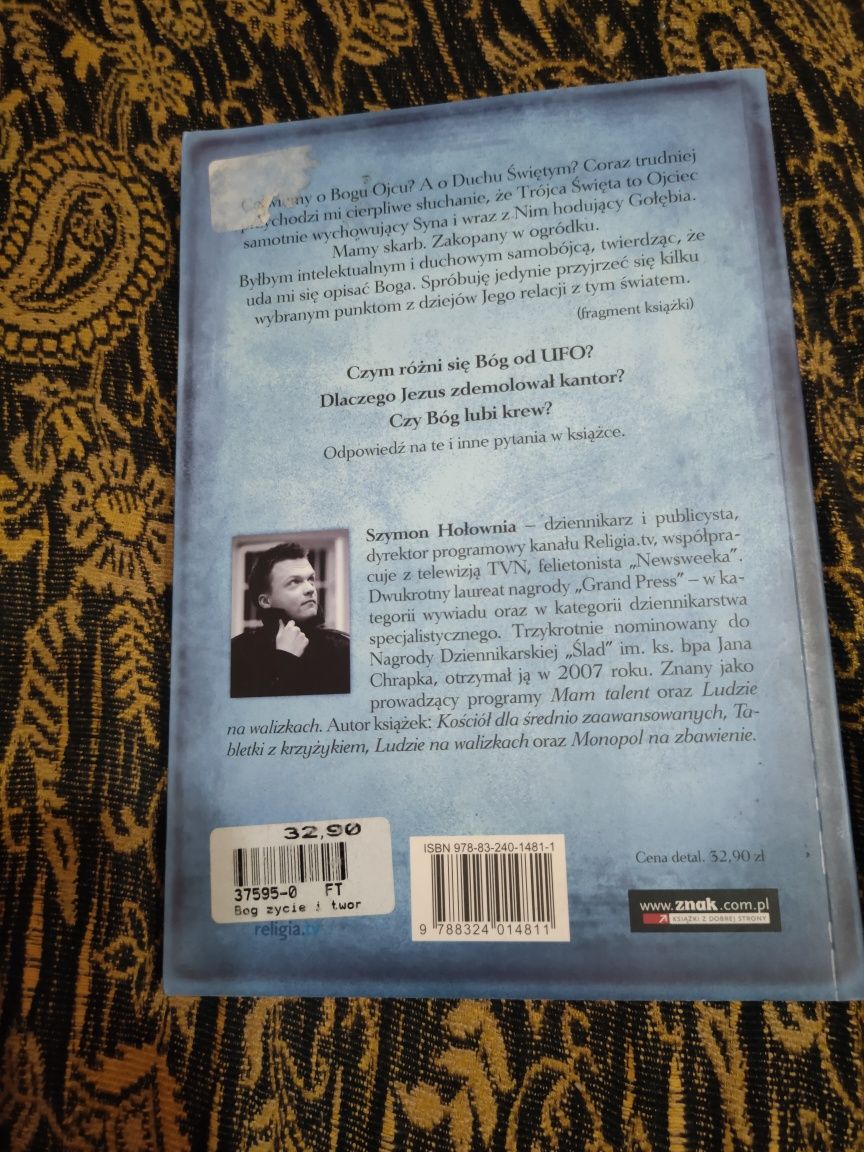 wiemy o Bogu Ojcu? A o Duchu Świętym? Coraz trudniej
przychodzi mi cierpliwe słuchanie, że Trójca Święta to Ojciec
samotnie wychowujący Syna i wraz z Nim hodujący Gołębia.
Mamy skarb. Zakopany w ogródku.
Byłbym intelektualnym i duchowym samobójcą, twierdząc, że
uda mi się opisać Boga. Spróbuję jedynie przyjrzeć się kilku
wybranym punktom z dziejów Jego relacji z tym światem.
(fragment książki)
Czym różni się Bóg od UFO?
Dlaczego Jezus zdemolował kantor?
Czy Bóg lubi krew?
Odpowiedź na te i inne pytania w książce.
Szymon Hołownia – dziennikarz i publicysta,
dyrektor programowy kanału Religia.tv, współpra-
cuje z telewizją TVN, felietonista „Newsweeka”.
Dwukrotny laureat nagrody „Grand Press” – w ka-
tegorii wywiadu oraz w kategorii dziennikarstwa
specjalistycznego. Trzykrotnie nominowany do
Nagrody Dziennikarskiej „Ślad” im. ks. bpa Jana
Chrapka, otrzymał ją w 2007 roku. Znany jako
prowadzący programy Mam talent oraz Ludzie
na walizkach. Autor książek: Kościół dla średnio zaawansowanych, Ta-
bletki z krzyżykiem, Ludzie na walizkach oraz Monopol na zbawienie.
32,90
37595-0 FT
Bog zycie i twor
religia.tv
ISBN 978-83-240-1481-1
9 788324 014811
Cena detal. 32,90 zł
www.znak.com.pl
KSIĄŻKI Z DOBREJ STRONY